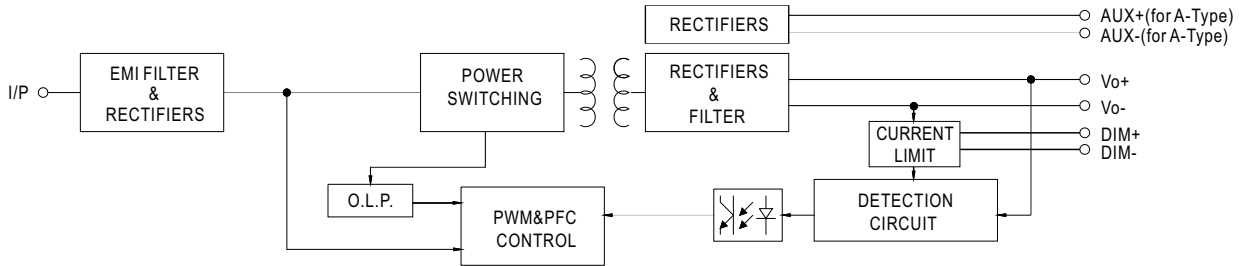 RECTIFIERS
AUX+(for A-Type)
AUX-(for A-Type)
I/P
EMI FILTER
&
RECTIFIERS
POWER
SWITCHING
RECTIFIERS
&
FILTER
Vo+
Vo-
CURRENT
LIMIT
DIM+
DIM-
O.L.P.
PWM&PFC
CONTROL
DETECTION
CIRCUIT